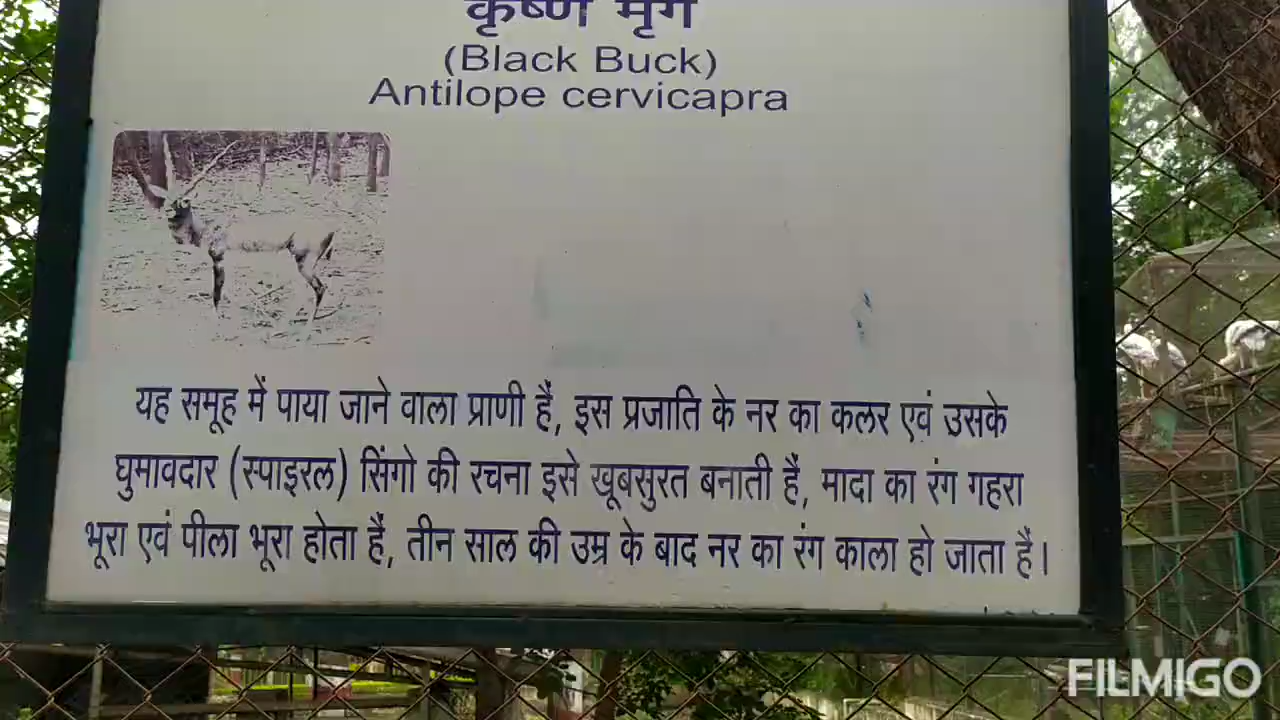 कृष्ण मृग
(Black Buck)
Antilope cervicapra
यह समूह में पाया जाने वाला प्राणी हैं, इस प्रजाति के नर का कलर एवं उसके
घुमावदार (स्पाइरल) सिंगो की रचना इसे खूबसुरत बनाती हैं, मादा का रंग गहरा
भूरा एवं पीला भूरा होता हैं, तीन साल की उम्र के बाद नर का रंग काला हो जाता हैं।
FILMIGO